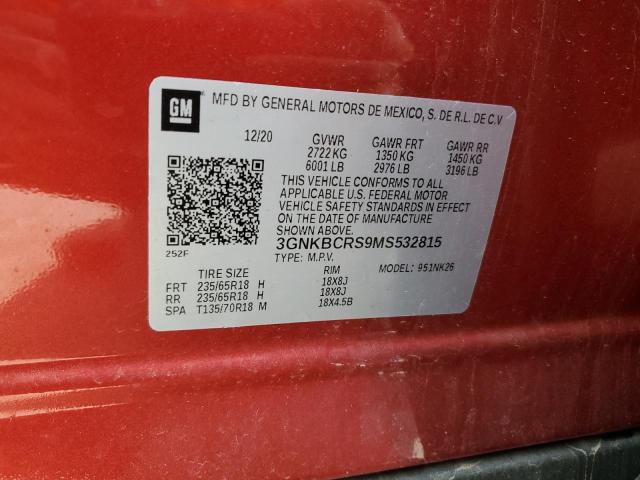 GM MFD BY GENERAL MOTORS DE MEXICO, S. DE R.L. DE C.V
12/20 GVWR GAWR FRT GAWR RR
2722 KG 1350 KG 1450 KG
6001 LB 2976 LB 3196 LB
THIS VEHICLE CONFORMS TO ALL
APPLICABLE U.S. FEDERAL MOTOR
VEHICLE SAFETY STANDARDS IN EFFECT
ON THE DATE OF MANUFACTURE
252F 3GNKBCRS9MS532815
TYPE: M.P.V. MODEL: 951NK26
TIRE SIZE RIM
FRT 235/65R18 H 18X8J
RR 235/65R18 H 18X8J
SPA T135/70R18 M 18X4.5B